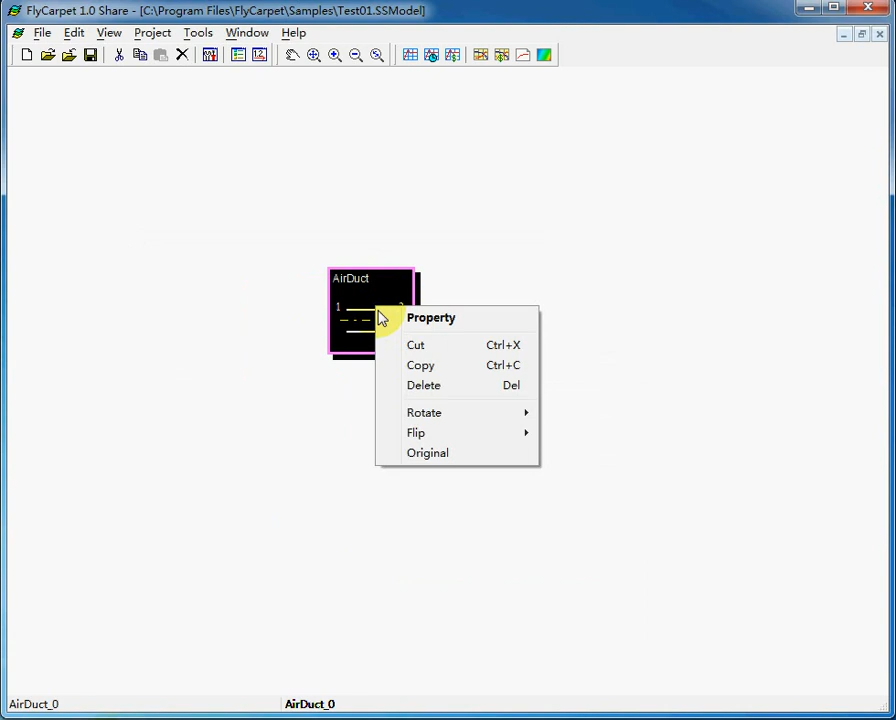 FlyCarpet 1.0 Share - [C:\Program Files\FlyCarpet\Samples\Test01.SSModel]
File Edit View Project Tools Window Help
AirDuct
1
Property
Cut Ctrl+X
Copy Ctrl+C
Delete Del
Rotate
Flip
Original
AirDuct_0 AirDuct_0